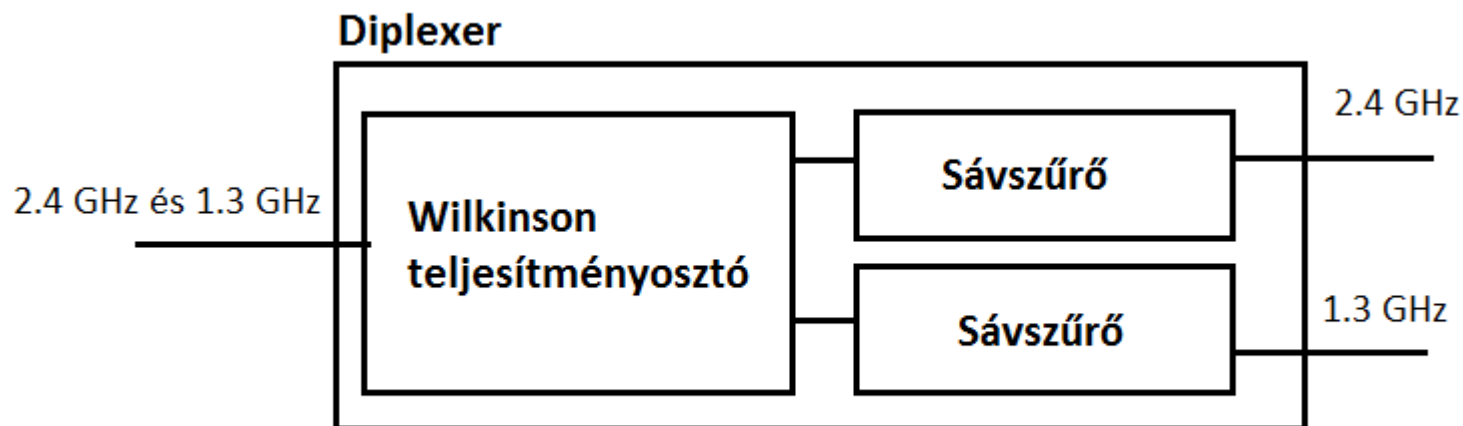 Diplexer
2.4 GHz
Sávszűrő
2.4 GHz és 1.3 GHz
Wilkinson
teljesítményosztó
1.3 GHz
Sávszűrő